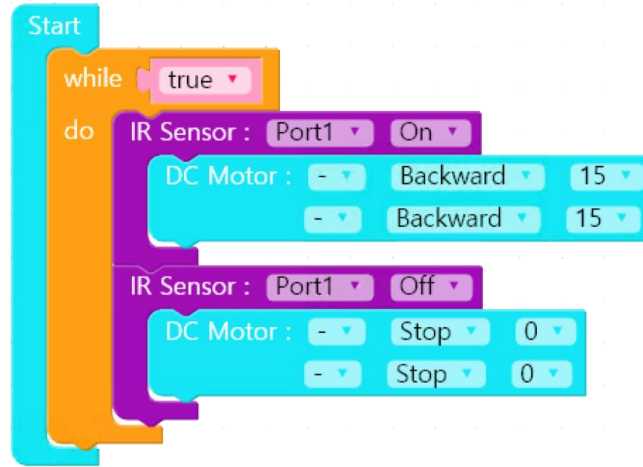 Start
while true
do IR Sensor : Port1 On
DC Motor : - Backward 15
- Backward 15
IR Sensor : Port1 Off
DC Motor : - Stop 0
- Stop 0